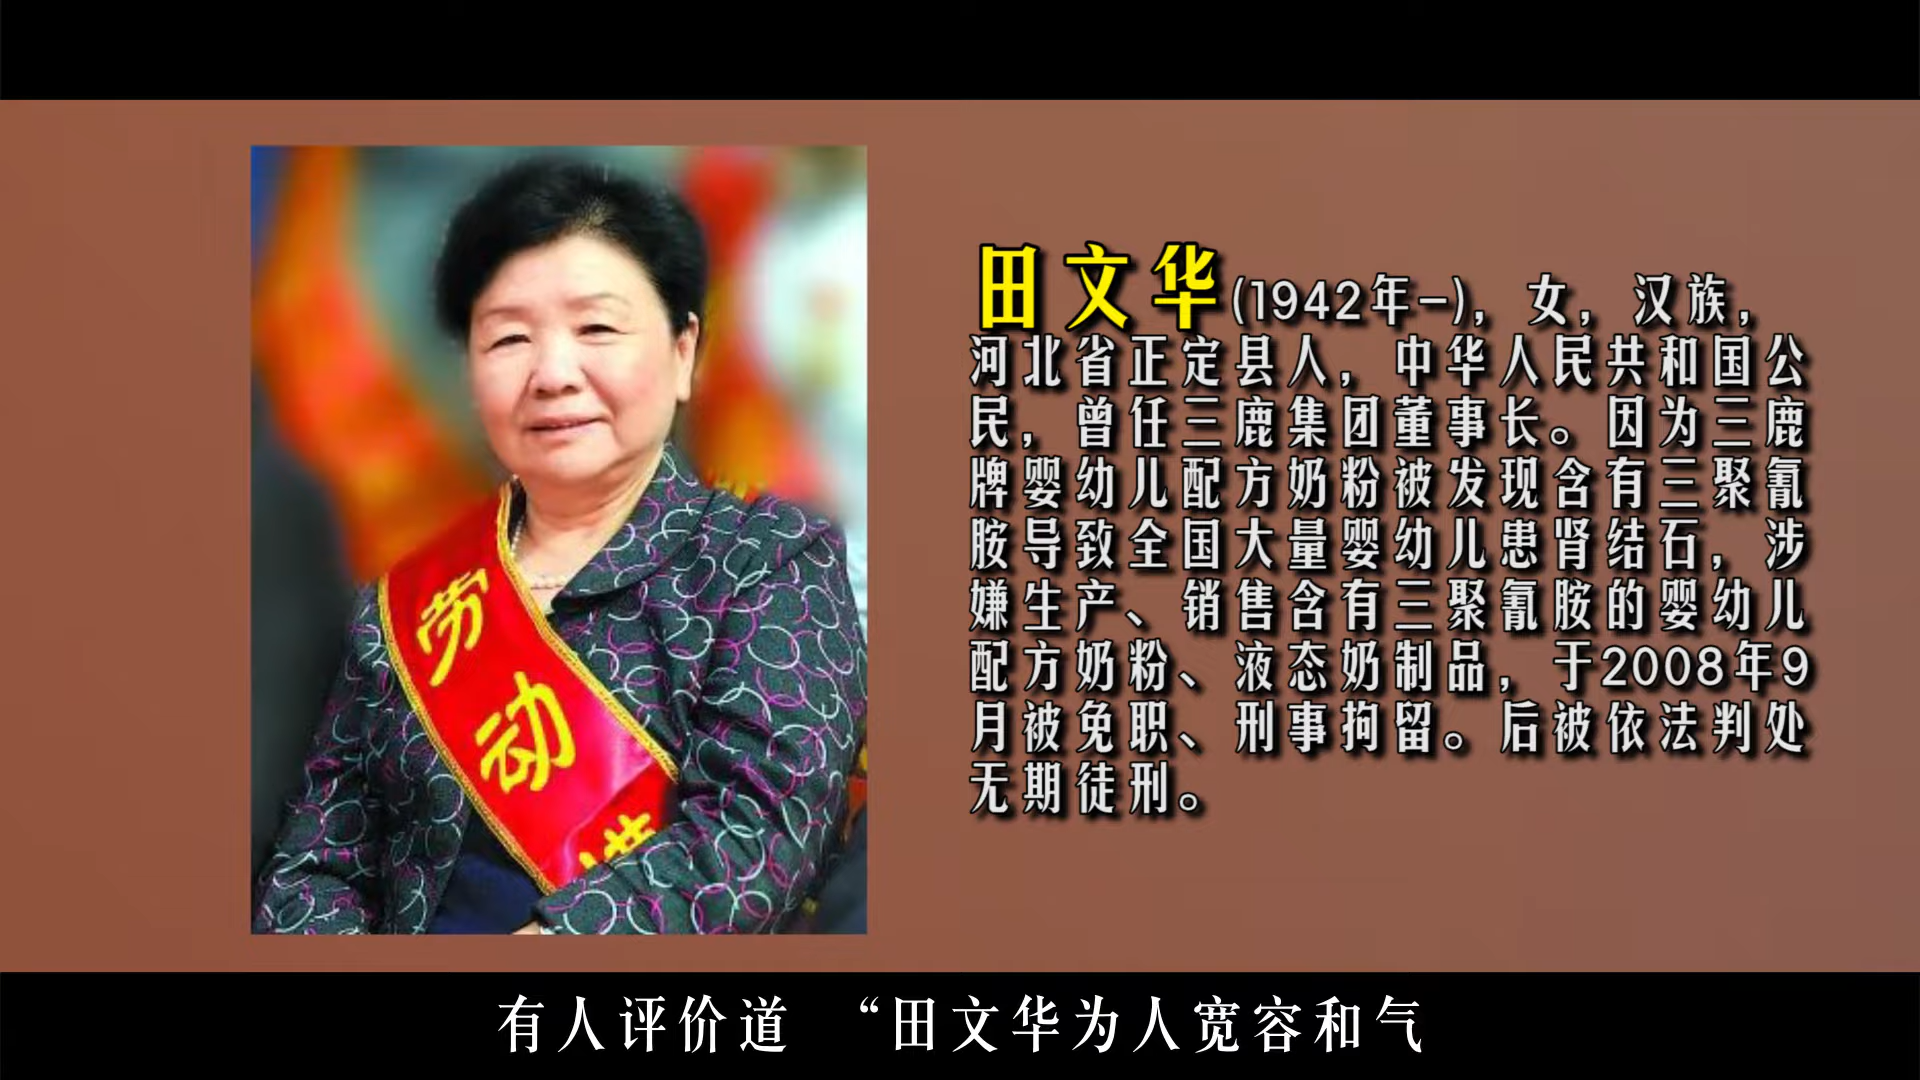 劳
动
田文华(1942年-)，女，汉族，
河北省正定县人，中华人民共和国公
民，曾任三鹿集团董事长。因为三鹿
牌婴幼儿配方奶粉被发现含有三聚氰
胺导致全国大量婴幼儿患肾结石，涉
嫌生产、销售含有三聚氰胺的婴幼儿
配方奶粉、液态奶制品，于2008年9
月被免职、刑事拘留。后被依法判处
无期徒刑。
有人评价道 “田文华为人宽容和气